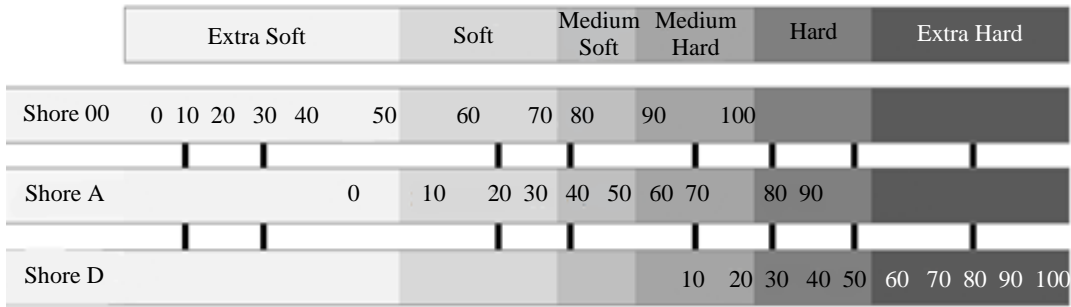 Extra Soft Soft Medium Soft Medium Hard Hard Extra Hard
Shore 00 0 10 20 30 40 50 60 70 80 90 100
Shore A 0 10 20 30 40 50 60 70 80 90
Shore D 10 20 30 40 50 60 70 80 90 100